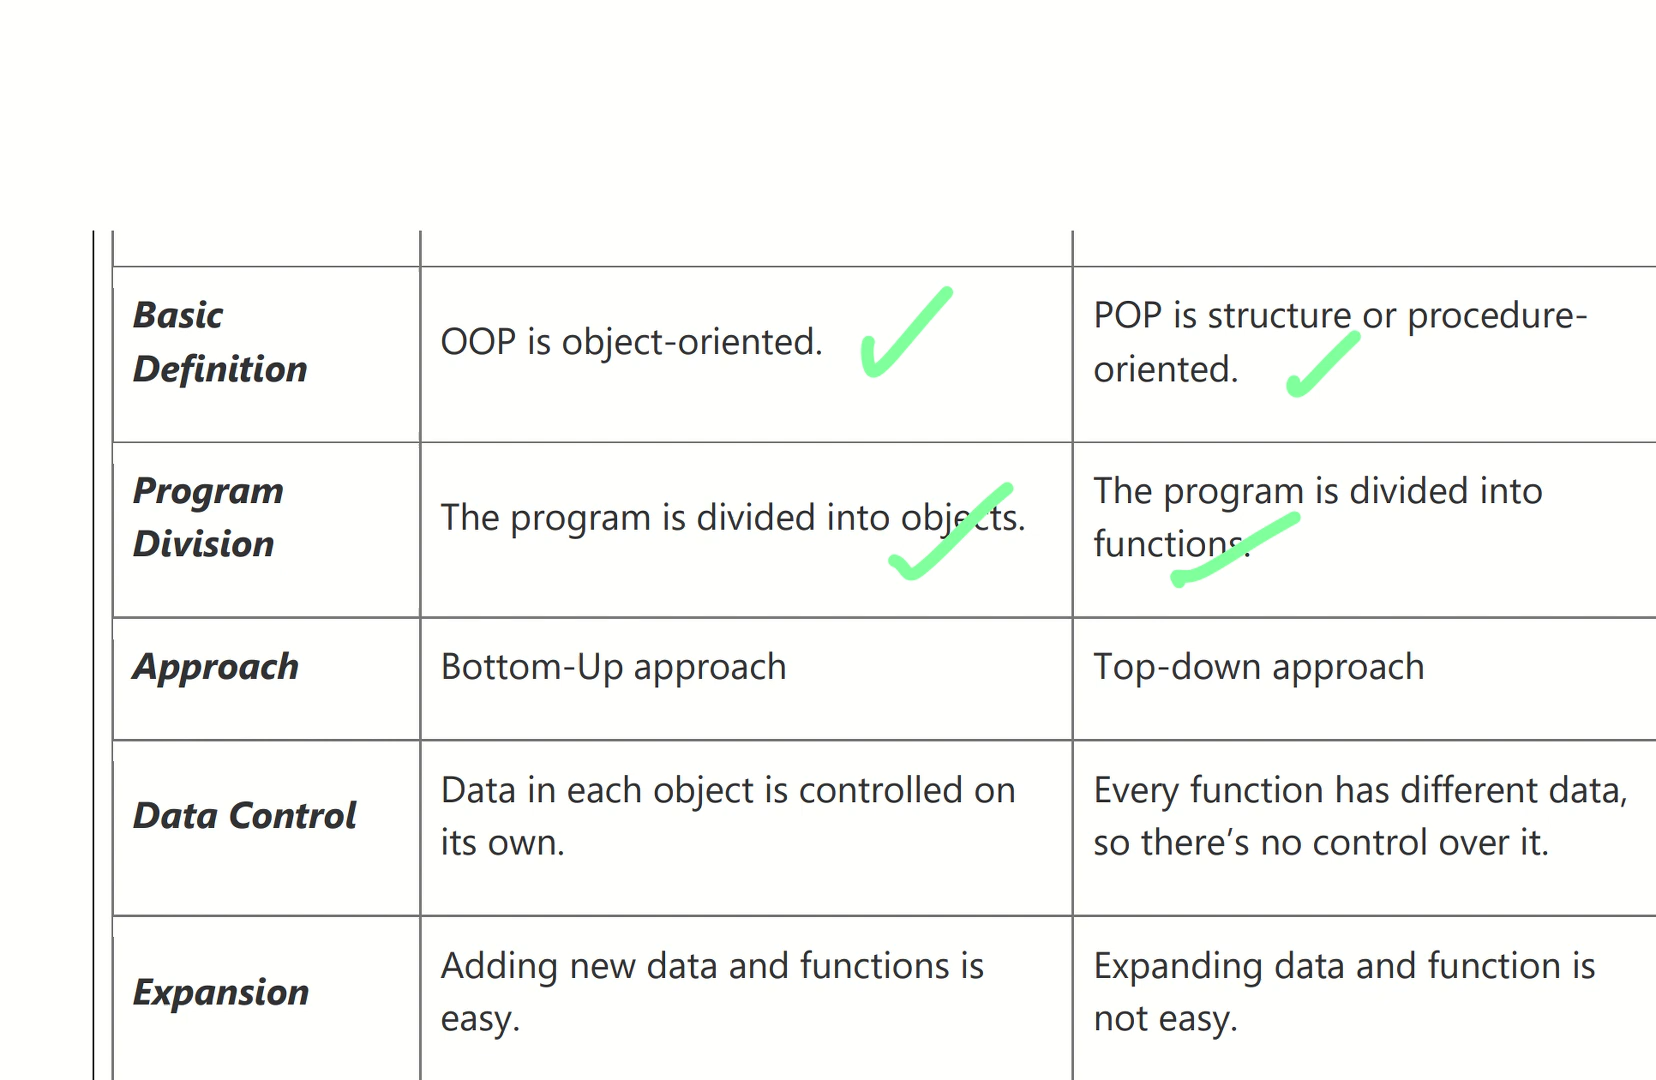 Basic
Definition
OOP is object-oriented.
POP is structure or procedure-
oriented.
Program
Division
The program is divided into objects.
The program is divided into
functions.
Approach
Bottom-Up approach
Top-down approach
Data Control
Data in each object is controlled on
its own.
Every function has different data,
so there’s no control over it.
Expansion
Adding new data and functions is
easy.
Expanding data and function is
not easy.